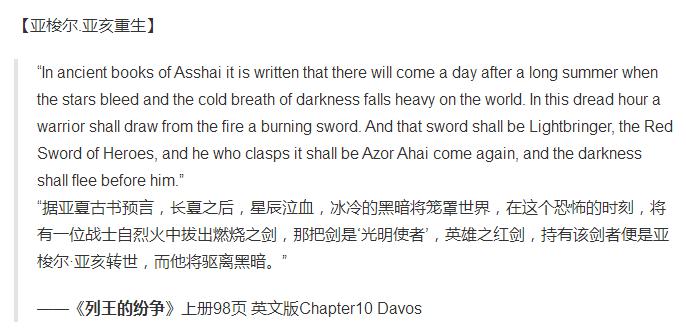 【亚梭尔.亚亥重生】
“In ancient books of Asshai it is written that there will come a day after a long summer when
the stars bleed and the cold breath of darkness falls heavy on the world. In this dread hour a
warrior shall draw from the fire a burning sword. And that sword shall be Lightbringer, the Red
Sword of Heroes, and he who clasps it shall be Azor Ahai come again, and the darkness
shall flee before him.”
“据亚夏古书预言，长夏之后，星辰泣血，冰冷的黑暗将笼罩世界，在这个恐怖的时刻，将
有一位战士自烈火中拔出燃烧之剑，那把剑是‘光明使者’，英雄之红剑，持有该剑者便是亚
梭尔·亚亥转世，而他将驱离黑暗。”
——《列王的纷争》上册98页 英文版Chapter10 Davos